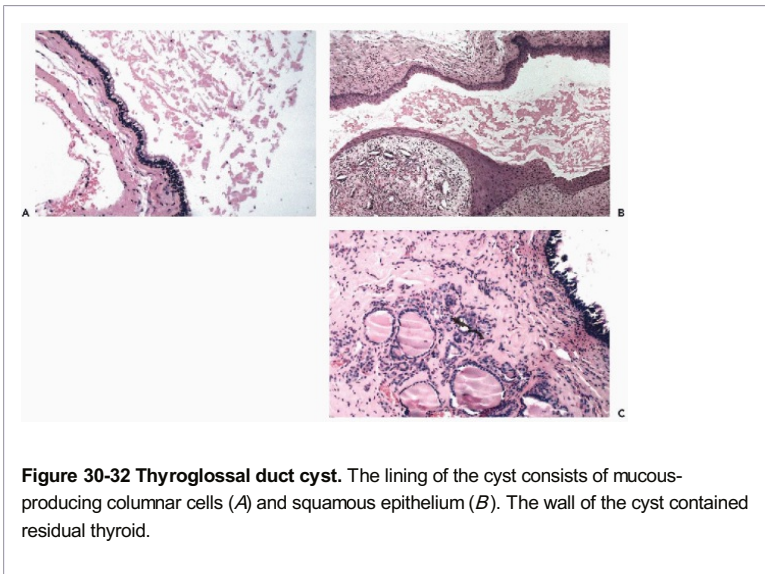 A
B
C
Figure 30-32 Thyroglossal duct cyst. The lining of the cyst consists of mucous-
producing columnar cells (A) and squamous epithelium (B). The wall of the cyst contained
residual thyroid.